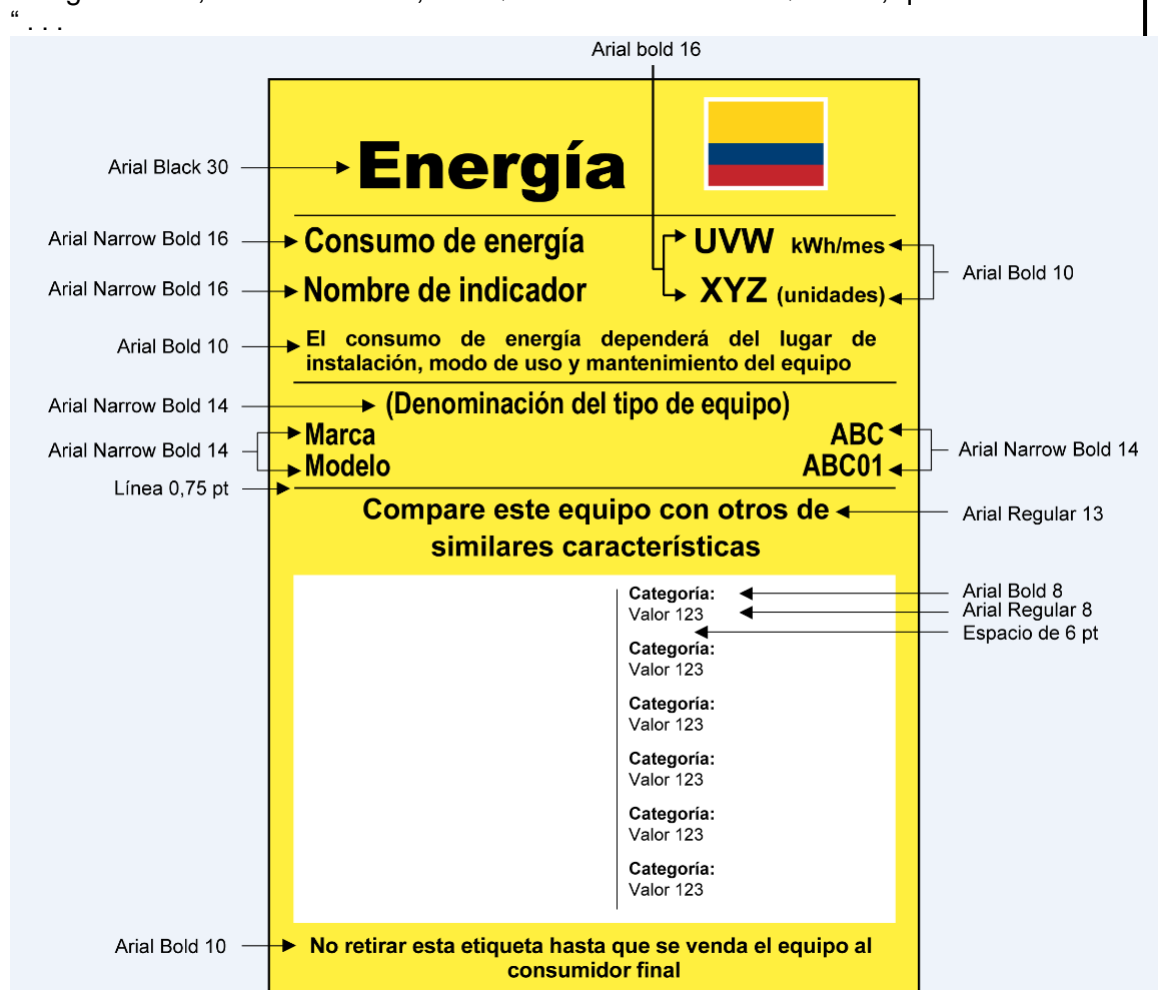 “ . . .
Arial bold 16
Arial Black 30
Energía
Arial Narrow Bold 16
Consumo de energía
UVW kWh/mes
Arial Bold 10
Arial Narrow Bold 16
Nombre de indicador
XYZ (unidades)
Arial Bold 10
El consumo de energía dependerá del lugar de
instalación, modo de uso y mantenimiento del equipo
Arial Narrow Bold 14
(Denominación del tipo de equipo)
Arial Narrow Bold 14
Marca
ABC
Modelo
ABC01
Arial Narrow Bold 14
Línea 0,75 pt
Compare este equipo con otros de
similares características
Arial Regular 13
Categoría:
Arial Bold 8
Valor 123
Arial Regular 8
Espacio de 6 pt
Categoría:
Valor 123
Categoría:
Valor 123
Categoría:
Valor 123
Categoría:
Valor 123
Categoría:
Valor 123
Arial Bold 10
No retirar esta etiqueta hasta que se venda el equipo al
consumidor final